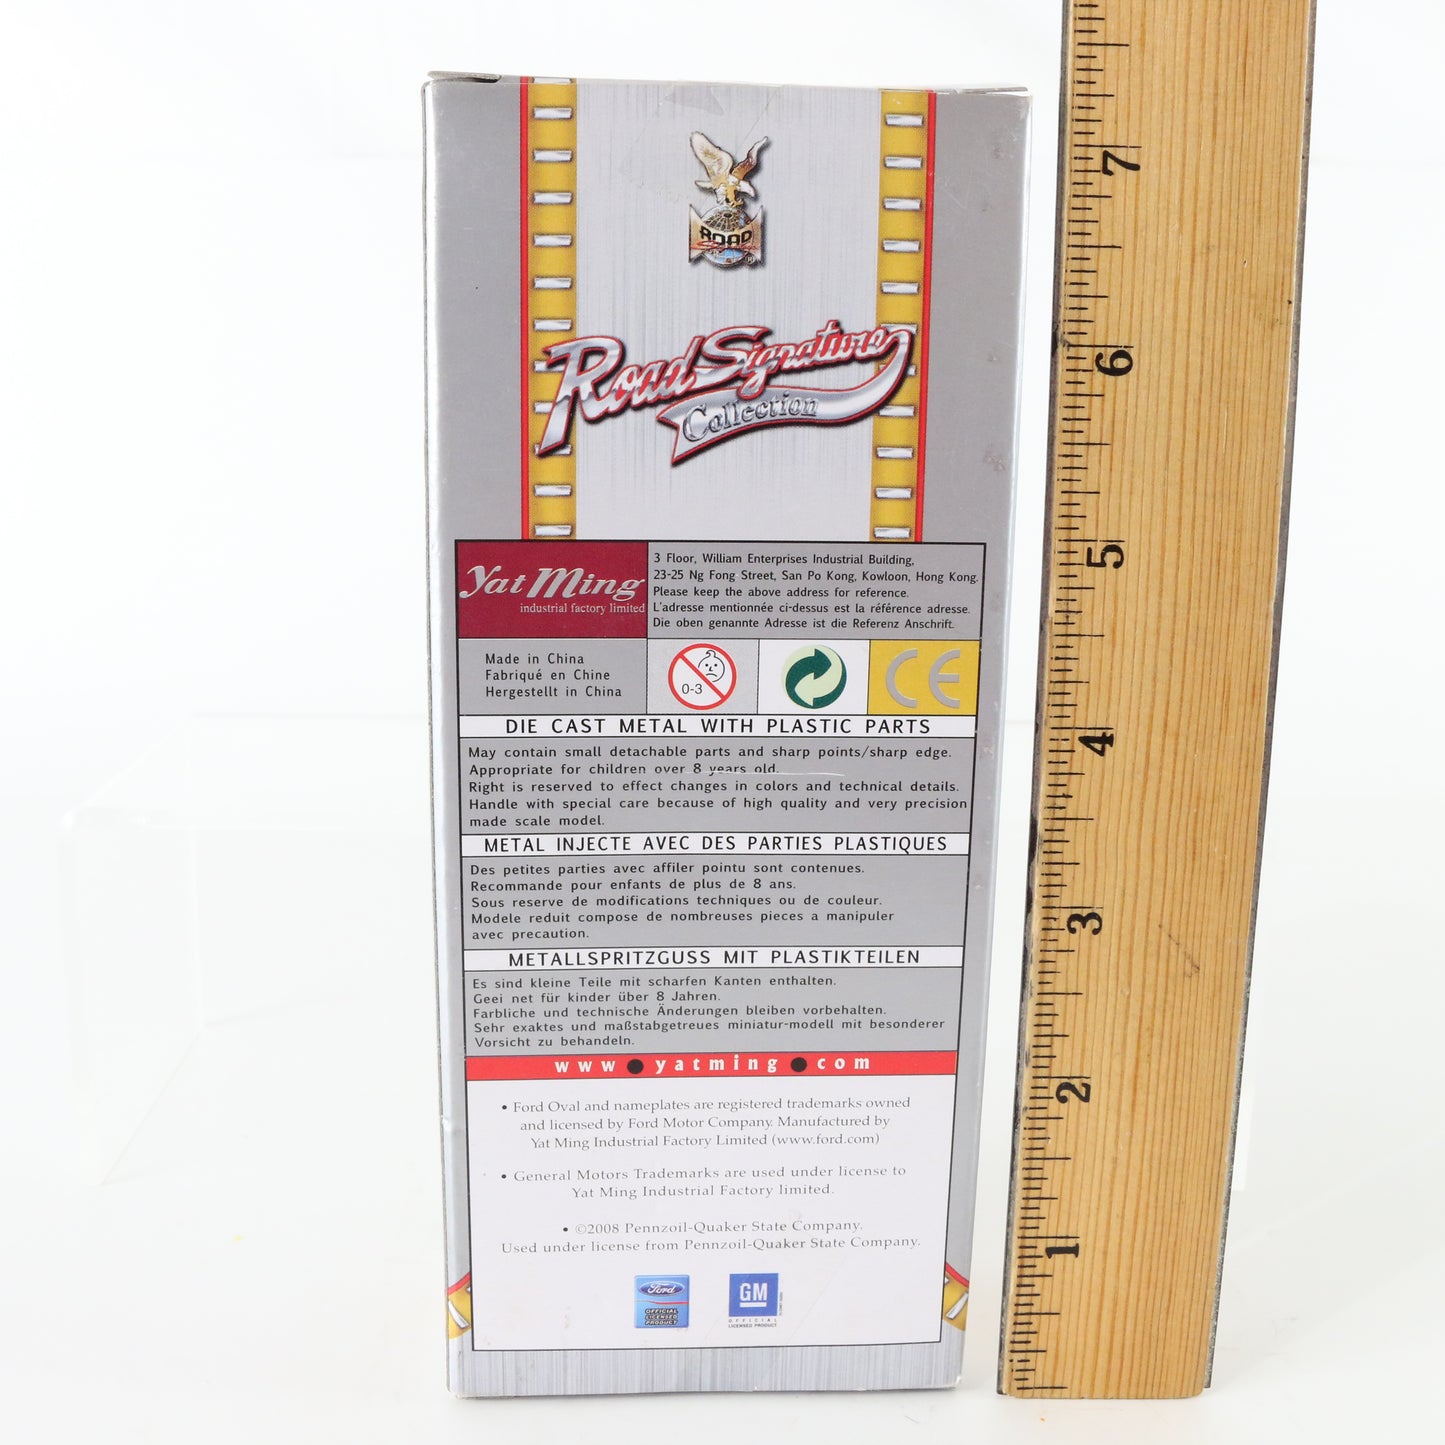 ROAD
Road Signature
Collection
Yat Ming
industrial factory limited
3 Floor, William Enterprises Industrial Building,
23-25 Ng Fong Street, San Po Kong, Kowloon, Hong Kong.
Please keep the above address for reference.
L'adresse mentionnée ci-dessus est la référence adresse.
Die oben genannte Adresse ist die Referenz Anschrift.
Made in China
Fabriqué en Chine
Hergestellt in China
0-3
CE
DIE CAST METAL WITH PLASTIC PARTS
May contain small detachable parts and sharp points/sharp edge.
Appropriate for children over 8 years old.
Right is reserved to effect changes in colors and technical details.
Handle with special care because of high quality and very precision
made scale model.
METAL INJECTE AVEC DES PARTIES PLASTIQUES
Des petites parties avec affiler pointu sont contenues.
Recommande pour enfants de plus de 8 ans.
Sous reserve de modifications techniques ou de couleur.
Modele reduit compose de nombreuses pieces a manipuler
avec precaution.
METALLSPRITZGUSS MIT PLASTIKTEILEN
Es sind kleine Teile mit scharfen Kanten enthalten.
Geei net für kinder über 8 Jahren.
Farbliche und technische Änderungen bleiben vorbehalten.
Sehr exaktes und maßstabgetreues miniatur-modell mit besonderer
Vorsicht zu behandeln.
www●yatming●com
• Ford Oval and nameplates are registered trademarks owned
and licensed by Ford Motor Company. Manufactured by
Yat Ming Industrial Factory Limited (www.ford.com)
• General Motors Trademarks are used under license to
Yat Ming Industrial Factory limited.
• ©2008 Pennzoil-Quaker State Company.
Used under license from Pennzoil-Quaker State Company.
Ford
OFFICIAL
LICENSED
PRODUCT
GM
OFFICIAL
LICENSED PRODUCT
7
6
5
4
3
2
1